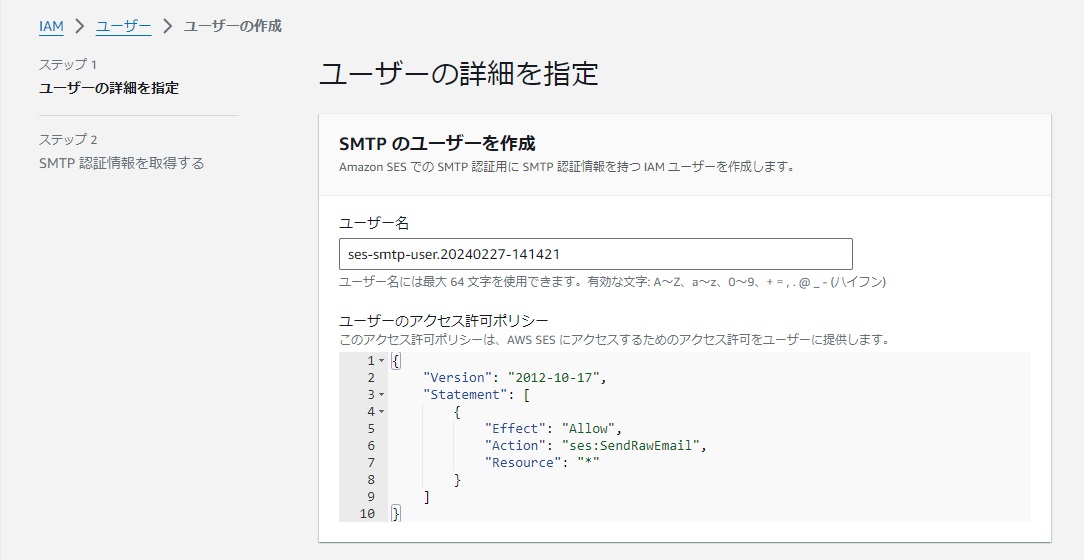 IAM > ユーザー > ユーザーの作成
ステップ 1
ユーザーの詳細を指定
ステップ 2
SMTP 認証情報を取得する
ユーザーの詳細を指定
SMTP のユーザーを作成
Amazon SES での SMTP 認証用に SMTP 認証情報を持つ IAM ユーザーを作成します。
ユーザー名
ses-smtp-user.20240227-141421
ユーザー名には最大 64 文字を使用できます。有効な文字: A～Z、a～z、0～9、+ = , . @ _ - (ハイフン)
ユーザーのアクセス許可ポリシー
このアクセス許可ポリシーは、AWS SES にアクセスするためのアクセス許可をユーザーに提供します。
1 {
2 "Version": "2012-10-17",
3 "Statement": [
4 {
5 "Effect": "Allow",
6 "Action": "ses:SendRawEmail",
7 "Resource": "*"
8 }
9 ]
10 }